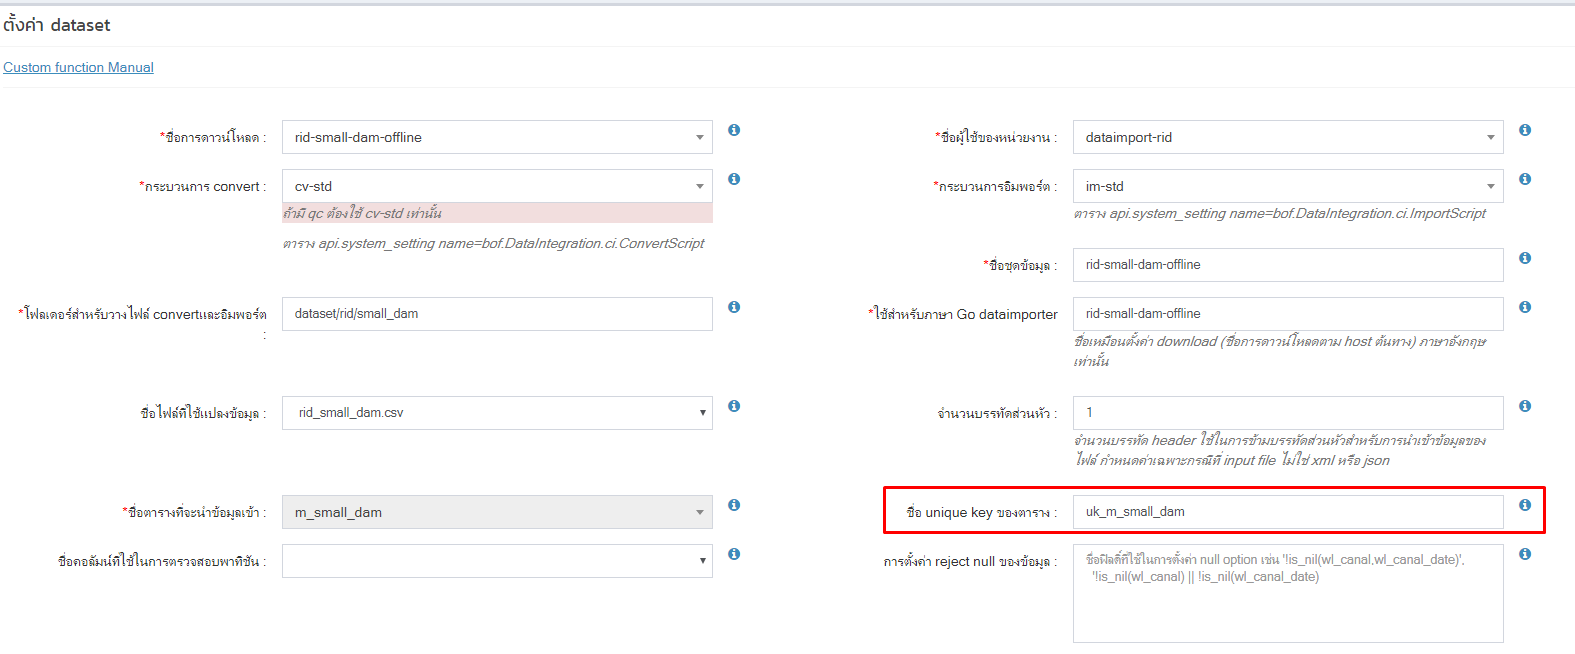 ตั้งค่า dataset
Custom function Manual
*ชื่อการดาวน์โหลด : rid-small-dam-offline
*ชื่อผู้ใช้ของหน่วยงาน : dataimport-rid
*กระบวนการ convert : cv-std
ถ้ามี qc ต้องใช้ cv-std เท่านั้น
ตาราง api.system_setting name=bof.DataIntegration.ci.ConvertScript
*กระบวนการอิมพอร์ต : im-std
ตาราง api.system_setting name=bof.DataIntegration.ci.ImportScript
*ชื่อชุดข้อมูล : rid-small-dam-offline
*โฟลเดอร์สำหรับวางไฟล์ convertและอิมพอร์ต
: dataset/rid/small_dam
*ใช้สำหรับภาษา Go dataimporter rid-small-dam-offline
ชื่อเหมือนตั้งค่า download (ชื่อการดาวน์โหลดตาม host ต้นทาง) ภาษาอังกฤษ
เท่านั้น
ชื่อไฟล์ที่ใช้แปลงข้อมูล : rid_small_dam.csv
จำนวนบรรทัดส่วนหัว : 1
จำนวนบรรทัด header ใช้ในการข้ามบรรทัดส่วนหัวสำหรับการนำเข้าข้อมูลของ
ไฟล์ กำหนดค่าเฉพาะกรณีที่ input file ไม่ใช่ xml หรือ json
*ชื่อตารางที่จะนำข้อมูลเข้า : m_small_dam
ชื่อ unique key ของตาราง : uk_m_small_dam
ชื่อคอลัมน์ที่ใช้ในการตรวจสอบพาทิชัน :
การตั้งค่า reject null ของข้อมูล : ชื่อฟิลดิ์ที่ใช้ในการตั้งค่า null option เช่น '!is_nil(wl_canal,wl_canal_date)',
'!is_nil(wl_canal) || !is_nil(wl_canal_date)